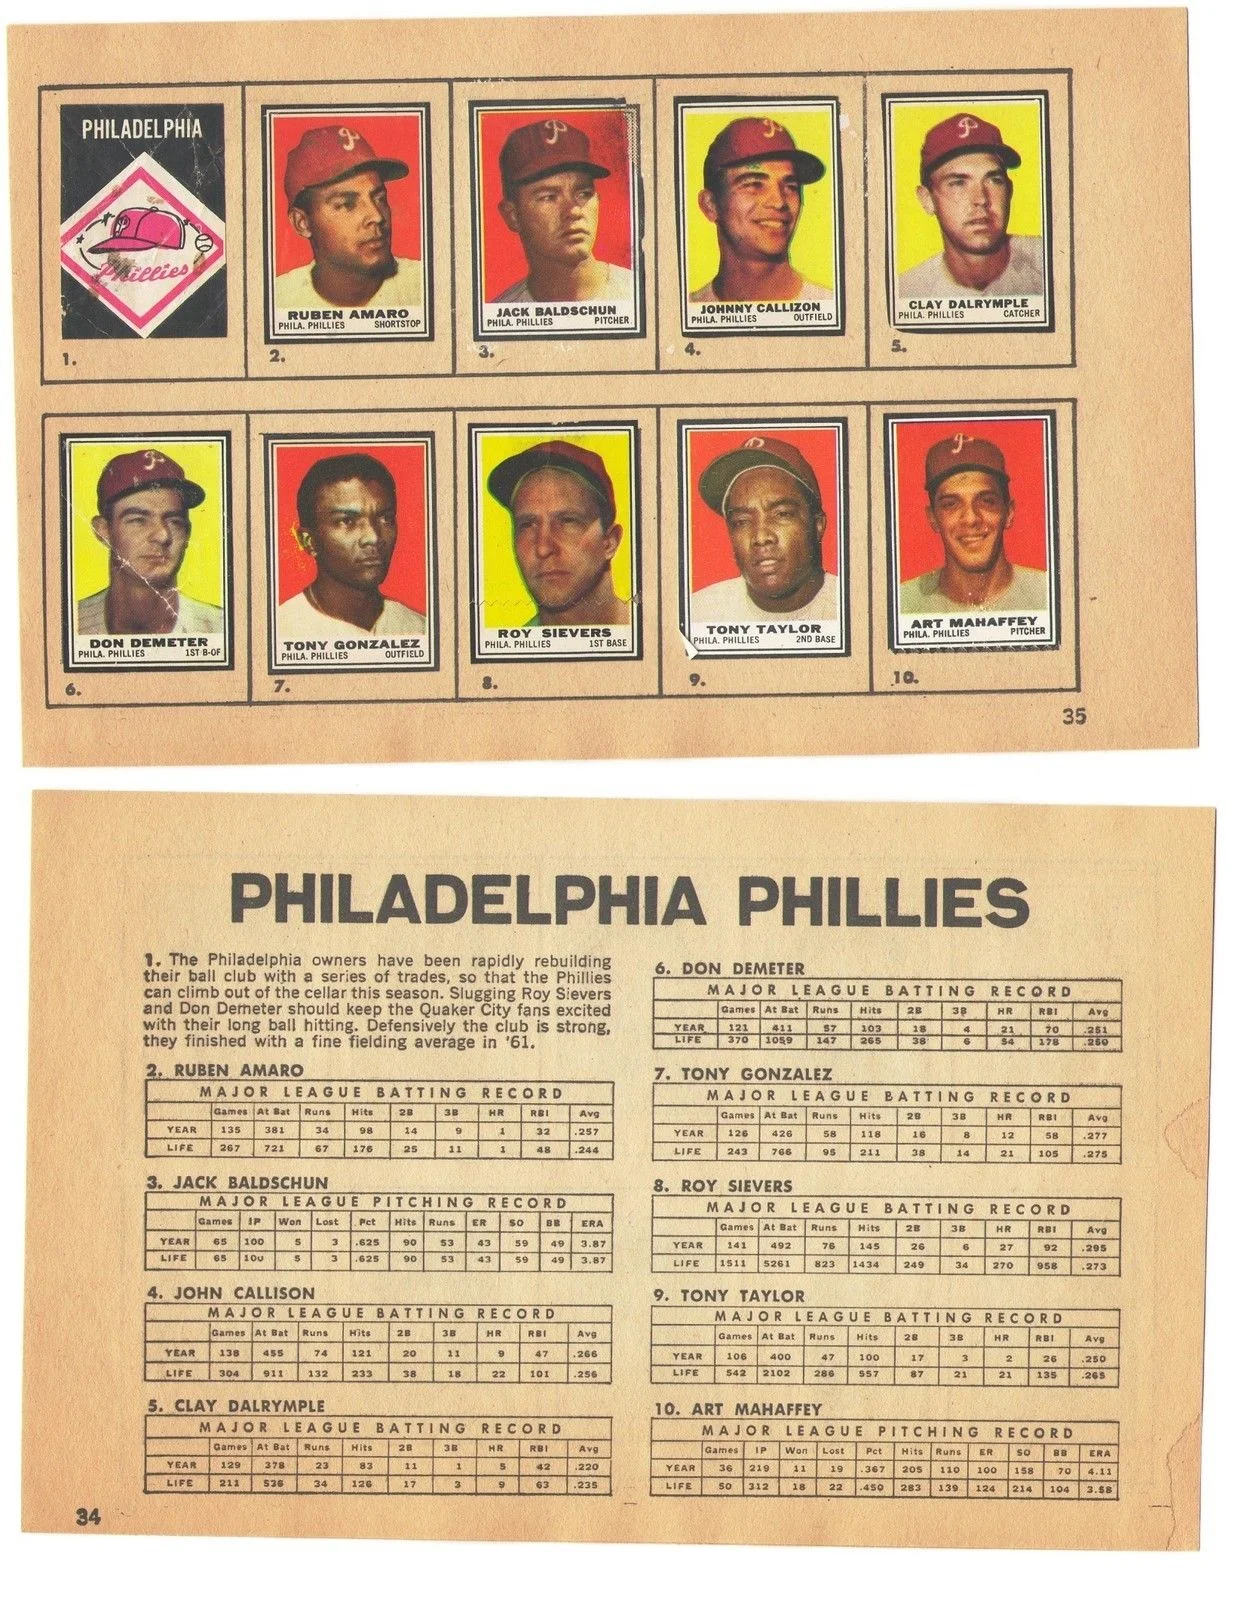 PHILADELPHIA
Phillies
1.
RUBEN AMARO
PHILA. PHILLIES SHORTSTOP
2.
JACK BALDSCHUN
PHILA. PHILLIES PITCHER
3.
JOHNNY CALLIZON
PHILA. PHILLIES OUTFIELD
4.
CLAY DALRYMPLE
PHILA. PHILLIES CATCHER
5.
DON DEMETER
PHILA. PHILLIES 1ST B-OF
6.
TONY GONZALEZ
PHILA. PHILLIES OUTFIELD
7.
ROY SIEVERS
PHILA. PHILLIES 1ST BASE
8.
TONY TAYLOR
PHILA. PHILLIES 2ND BASE
9.
ART MAHAFFEY
PHILA. PHILLIES PITCHER
10.
35
PHILADELPHIA PHILLIES
1. The Philadelphia owners have been rapidly rebuilding
their ball club with a series of trades, so that the Phillies
can climb out of the cellar this season. Slugging Roy Sievers
and Don Demeter should keep the Quaker City fans excited
with their long ball hitting. Defensively the club is strong,
they finished with a fine fielding average in '61.
2. RUBEN AMARO
MAJOR LEAGUE BATTING RECORD
Games At Bat Runs Hits 2B 3B HR RBI Avg
YEAR 135 381 34 98 14 9 1 32 .257
LIFE 267 721 67 176 25 11 1 48 .244
3. JACK BALDSCHUN
MAJOR LEAGUE PITCHING RECORD
Games IP Won Lost Pct Hits Runs ER SO BB ERA
YEAR 65 100 5 3 .625 90 53 43 59 49 3.87
LIFE 65 100 5 3 .625 90 53 43 59 49 3.87
4. JOHN CALLISON
MAJOR LEAGUE BATTING RECORD
Games At Bat Runs Hits 2B 3B HR RBI Avg
YEAR 138 455 74 121 20 11 9 47 .266
LIFE 304 911 132 233 38 18 22 101 .256
5. CLAY DALRYMPLE
MAJOR LEAGUE BATTING RECORD
Games At Bat Runs Hits 2B 3B HR RBI Avg
YEAR 129 378 23 83 11 1 5 42 .220
LIFE 211 536 34 126 17 3 9 63 .235
34
6. DON DEMETER
MAJOR LEAGUE BATTING RECORD
Games At Bat Runs Hits 2B 3B HR RBI Avg
YEAR 121 411 57 103 18 4 21 70 .251
LIFE 370 1059 147 265 38 6 54 178 .250
7. TONY GONZALEZ
MAJOR LEAGUE BATTING RECORD
Games At Bat Runs Hits 2B 3B HR RBI Avg
YEAR 126 426 58 118 16 8 12 58 .277
LIFE 243 766 95 211 38 14 21 105 .275
8. ROY SIEVERS
MAJOR LEAGUE BATTING RECORD
Games At Bat Runs Hits 2B 3B HR RBI Avg
YEAR 141 492 76 145 26 6 27 92 .295
LIFE 1511 5261 823 1434 249 34 270 958 .273
9. TONY TAYLOR
MAJOR LEAGUE BATTING RECORD
Games At Bat Runs Hits 2B 3B HR RBI Avg
YEAR 106 400 47 100 17 3 2 26 .250
LIFE 542 2102 286 557 87 21 21 135 .265
10. ART MAHAFFEY
MAJOR LEAGUE PITCHING RECORD
Games IP Won Lost Pct Hits Runs ER SO BB ERA
YEAR 36 219 11 19 .367 205 110 100 158 70 4.11
LIFE 50 312 18 22 .450 283 139 124 214 104 3.58